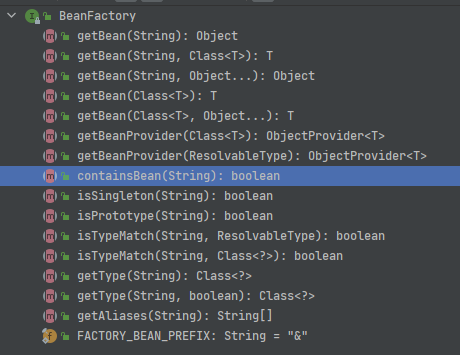 BeanFactory
getBean(String): Object
getBean(String, Class<T>): T
getBean(String, Object...): Object
getBean(Class<T>): T
getBean(Class<T>, Object...): T
getBeanProvider(Class<T>): ObjectProvider<T>
getBeanProvider(ResolvableType): ObjectProvider<T>
containsBean(String): boolean
isSingleton(String): boolean
isPrototype(String): boolean
isTypeMatch(String, ResolvableType): boolean
isTypeMatch(String, Class<?>): boolean
getType(String): Class<?>
getType(String, boolean): Class<?>
getAliases(String): String[]
FACTORY_BEAN_PREFIX: String = "&"